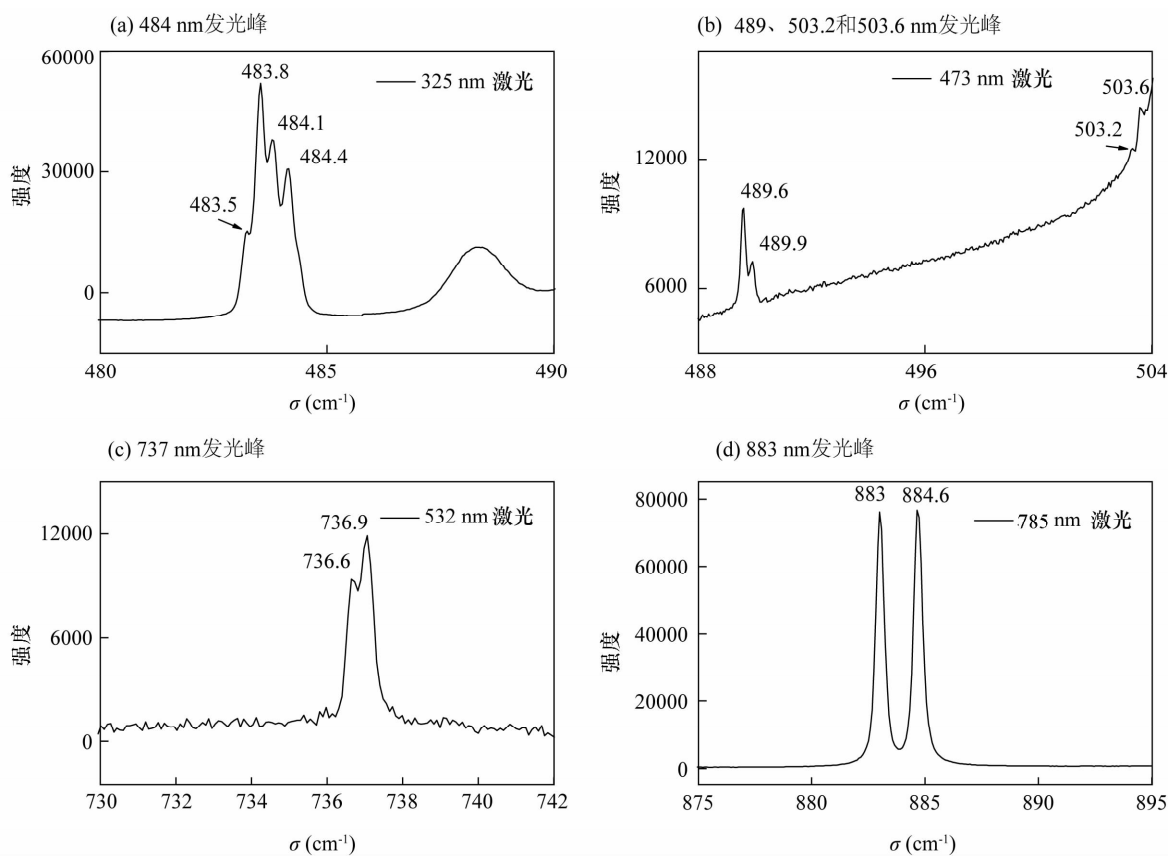 (a) 484 nm发光峰
60000
30000
0
强度
483.8
484.1
484.4
483.5
325 nm 激光
480
485
490
σ (cm-1)
(b) 489、503.2和503.6 nm发光峰
12000
6000
强度
473 nm 激光
503.6
503.2
489.6
489.9
488
496
504
σ (cm-1)
(c) 737 nm发光峰
12000
6000
0
强度
532 nm 激光
736.9
736.6
730
732
734
736
738
740
742
σ (cm-1)
(d) 883 nm发光峰
80000
60000
40000
20000
0
强度
883
884.6
785 nm 激光
875
880
885
890
895
σ (cm-1)